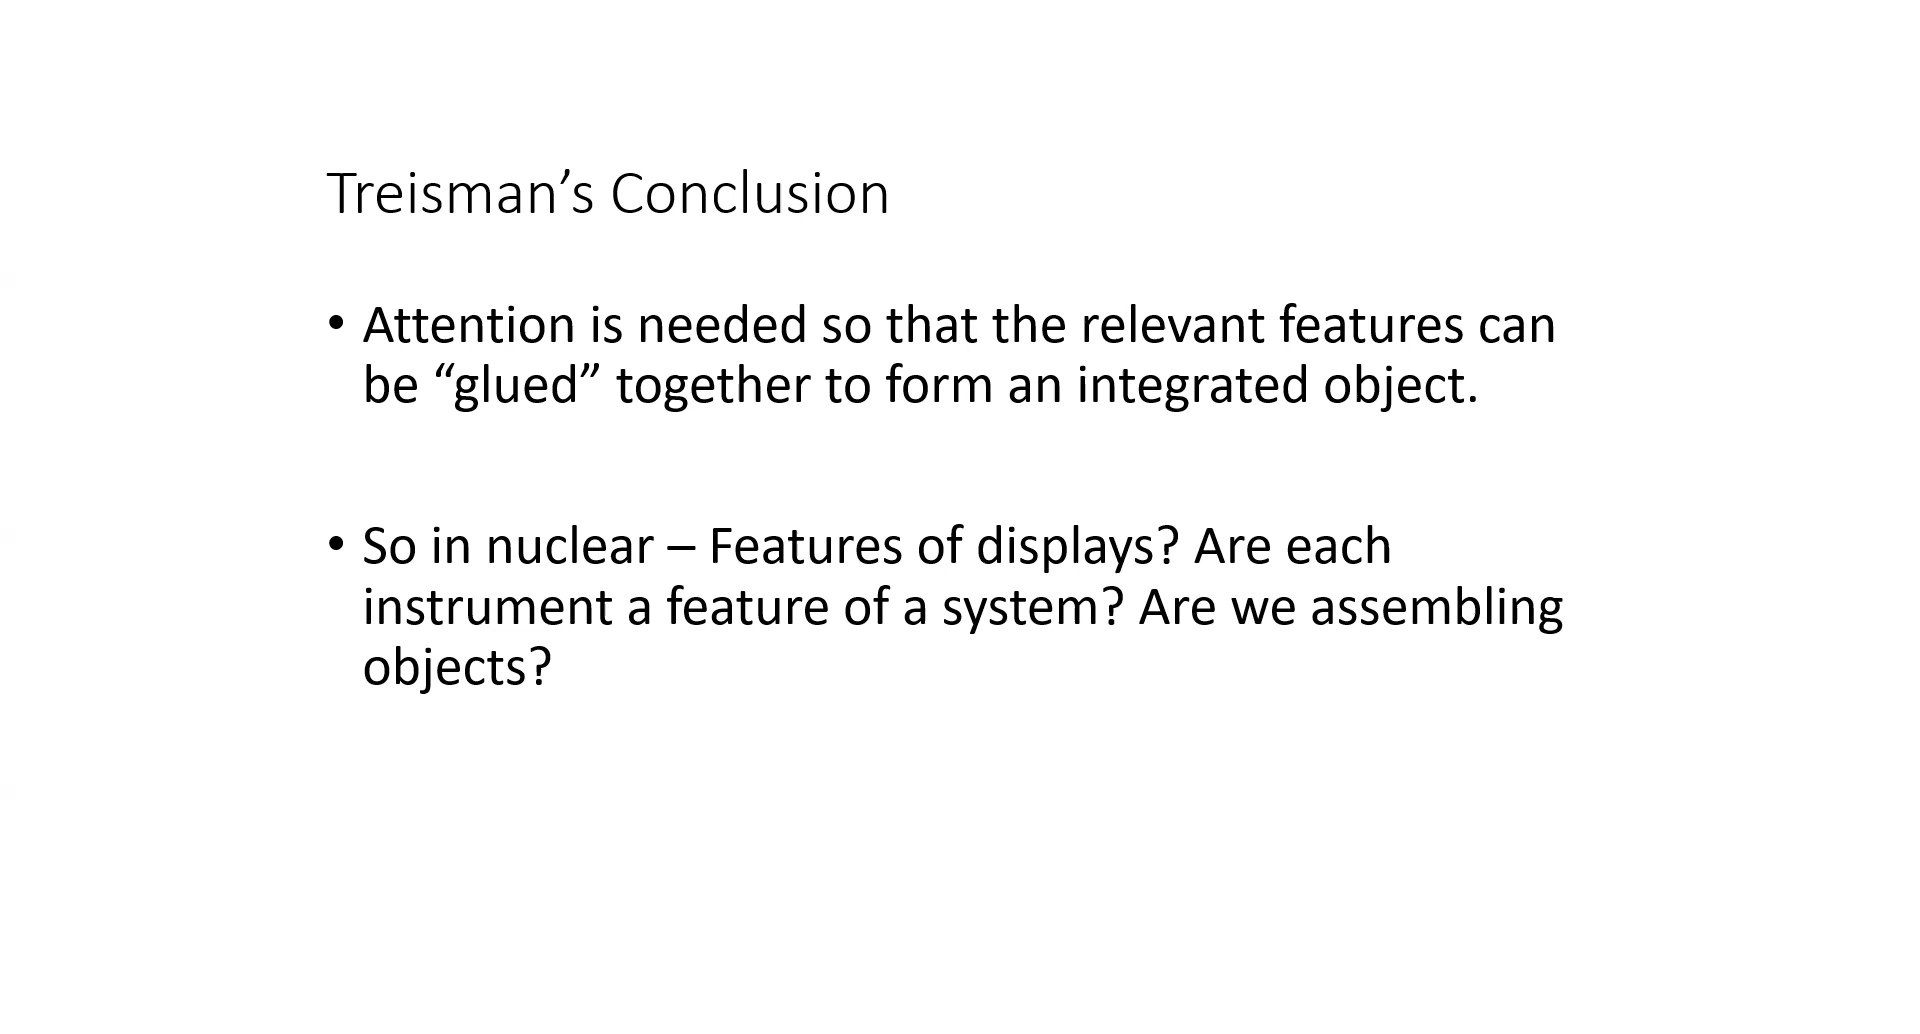 Treisman’s Conclusion
• Attention is needed so that the relevant features can
be “glued” together to form an integrated object.
• So in nuclear – Features of displays? Are each
instrument a feature of a system? Are we assembling
objects?